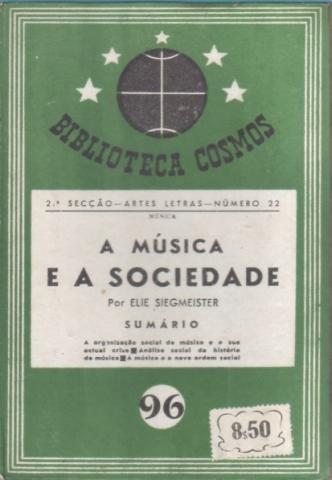 BIBLIOTECA COSMOS
2.ª SECÇÃO—ARTES LETRAS—NÚMERO 22
MÚSICA
A MÚSICA
E A SOCIEDADE
Por ELIE SIEGMEISTER
SUMÁRIO
A organização social da música e a sua
actual crise ■ Análise social da história
da música ■ A música e a nova ordem social
96
8$50